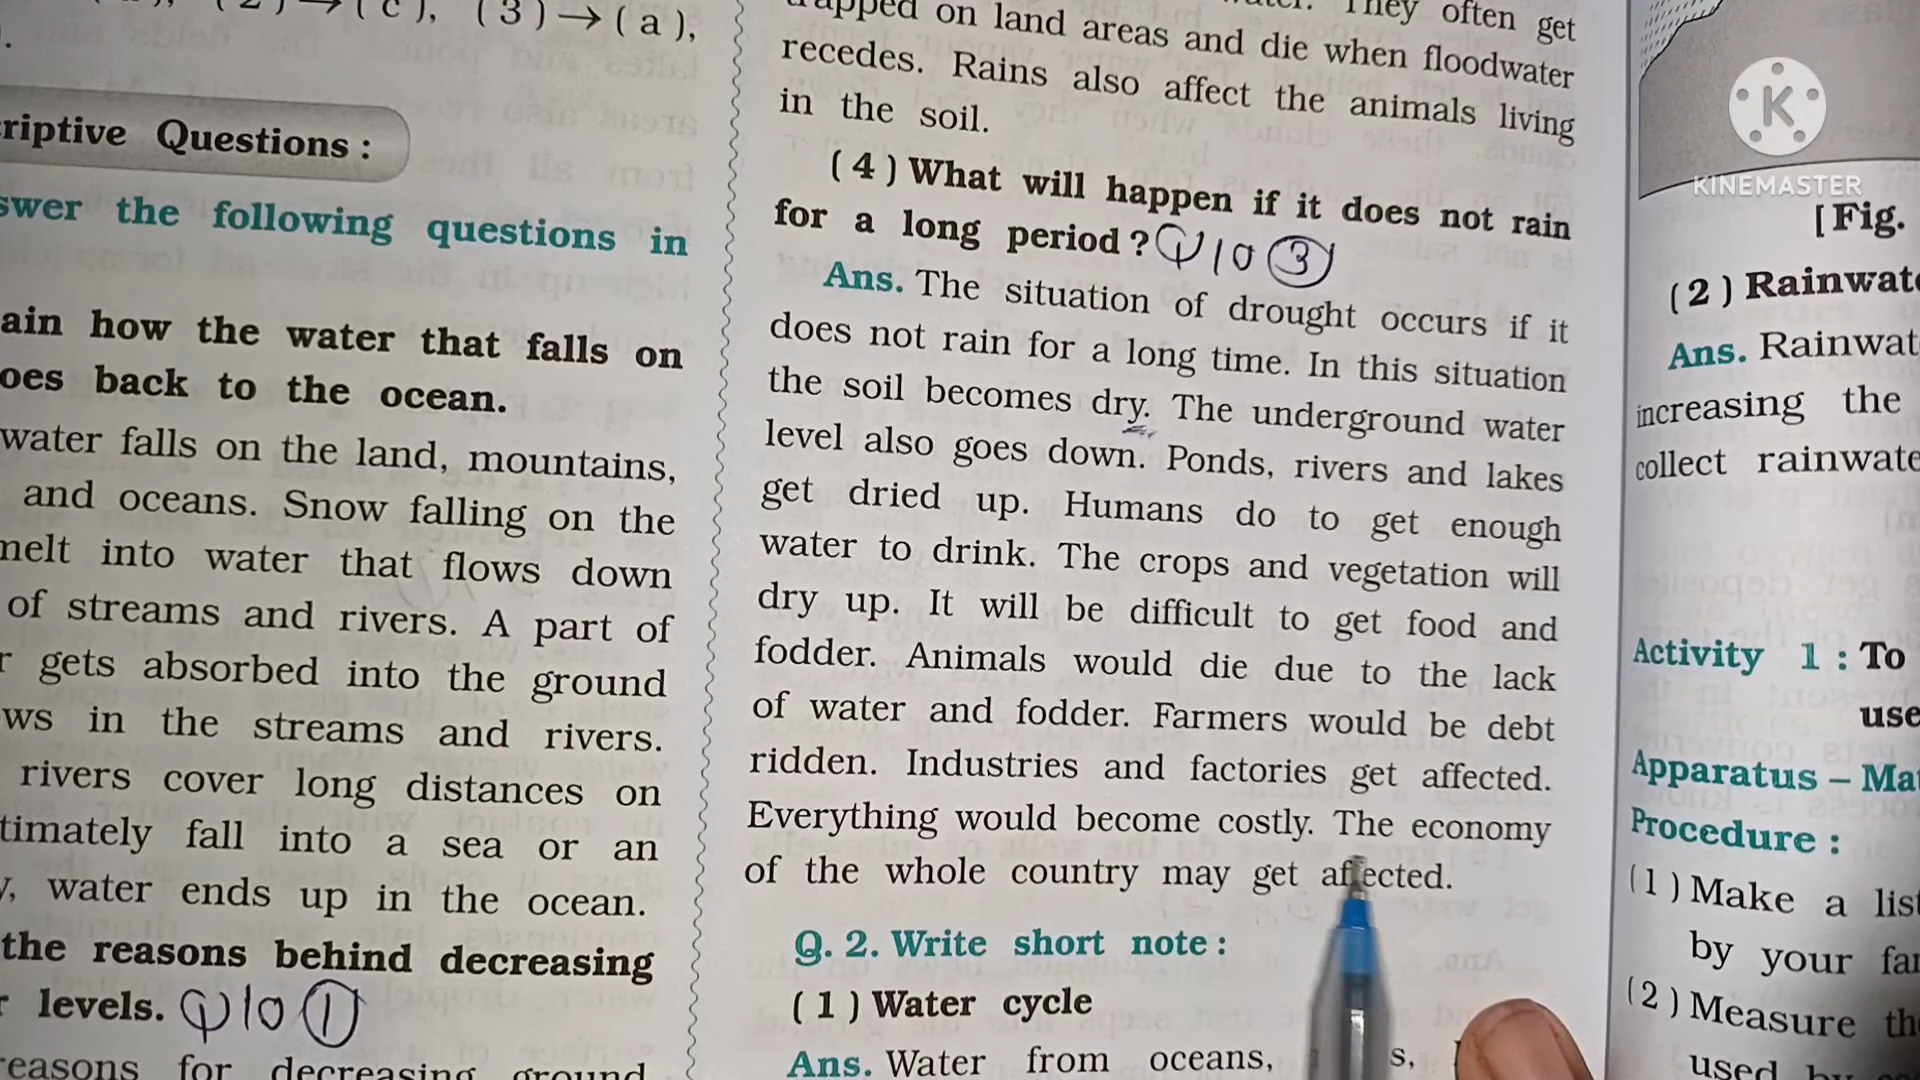 (2)→(c), (3)→(a),
riptive Questions :
swer the following questions in
ain how the water that falls on
oes back to the ocean.
water falls on the land, mountains,
and oceans. Snow falling on the
melt into water that flows down
of streams and rivers. A part of
r gets absorbed into the ground
ws in the streams and rivers.
rivers cover long distances on
timately fall into a sea or an
y, water ends up in the ocean.
the reasons behind decreasing
r levels. Q10 1
reasons for decreasing ground
water. They often get
trapped on land areas and die when floodwater
recedes. Rains also affect the animals living
in the soil.
(4) What will happen if it does not rain
for a long period? Q10 3
Ans. The situation of drought occurs if it
does not rain for a long time. In this situation
the soil becomes dry. The underground water
level also goes down. Ponds, rivers and lakes
get dried up. Humans do to get enough
water to drink. The crops and vegetation will
dry up. It will be difficult to get food and
fodder. Animals would die due to the lack
of water and fodder. Farmers would be debt
ridden. Industries and factories get affected.
Everything would become costly. The economy
of the whole country may get affected.
Q. 2. Write short note :
(1) Water cycle
Ans. Water from oceans,
K
KINEMASTER
[Fig.
(2) Rainwate
Ans. Rainwat
increasing the
collect rainwate
Activity 1 : To
use
Apparatus – Ma
Procedure :
(1) Make a list
by your fam
(2) Measure the
used by